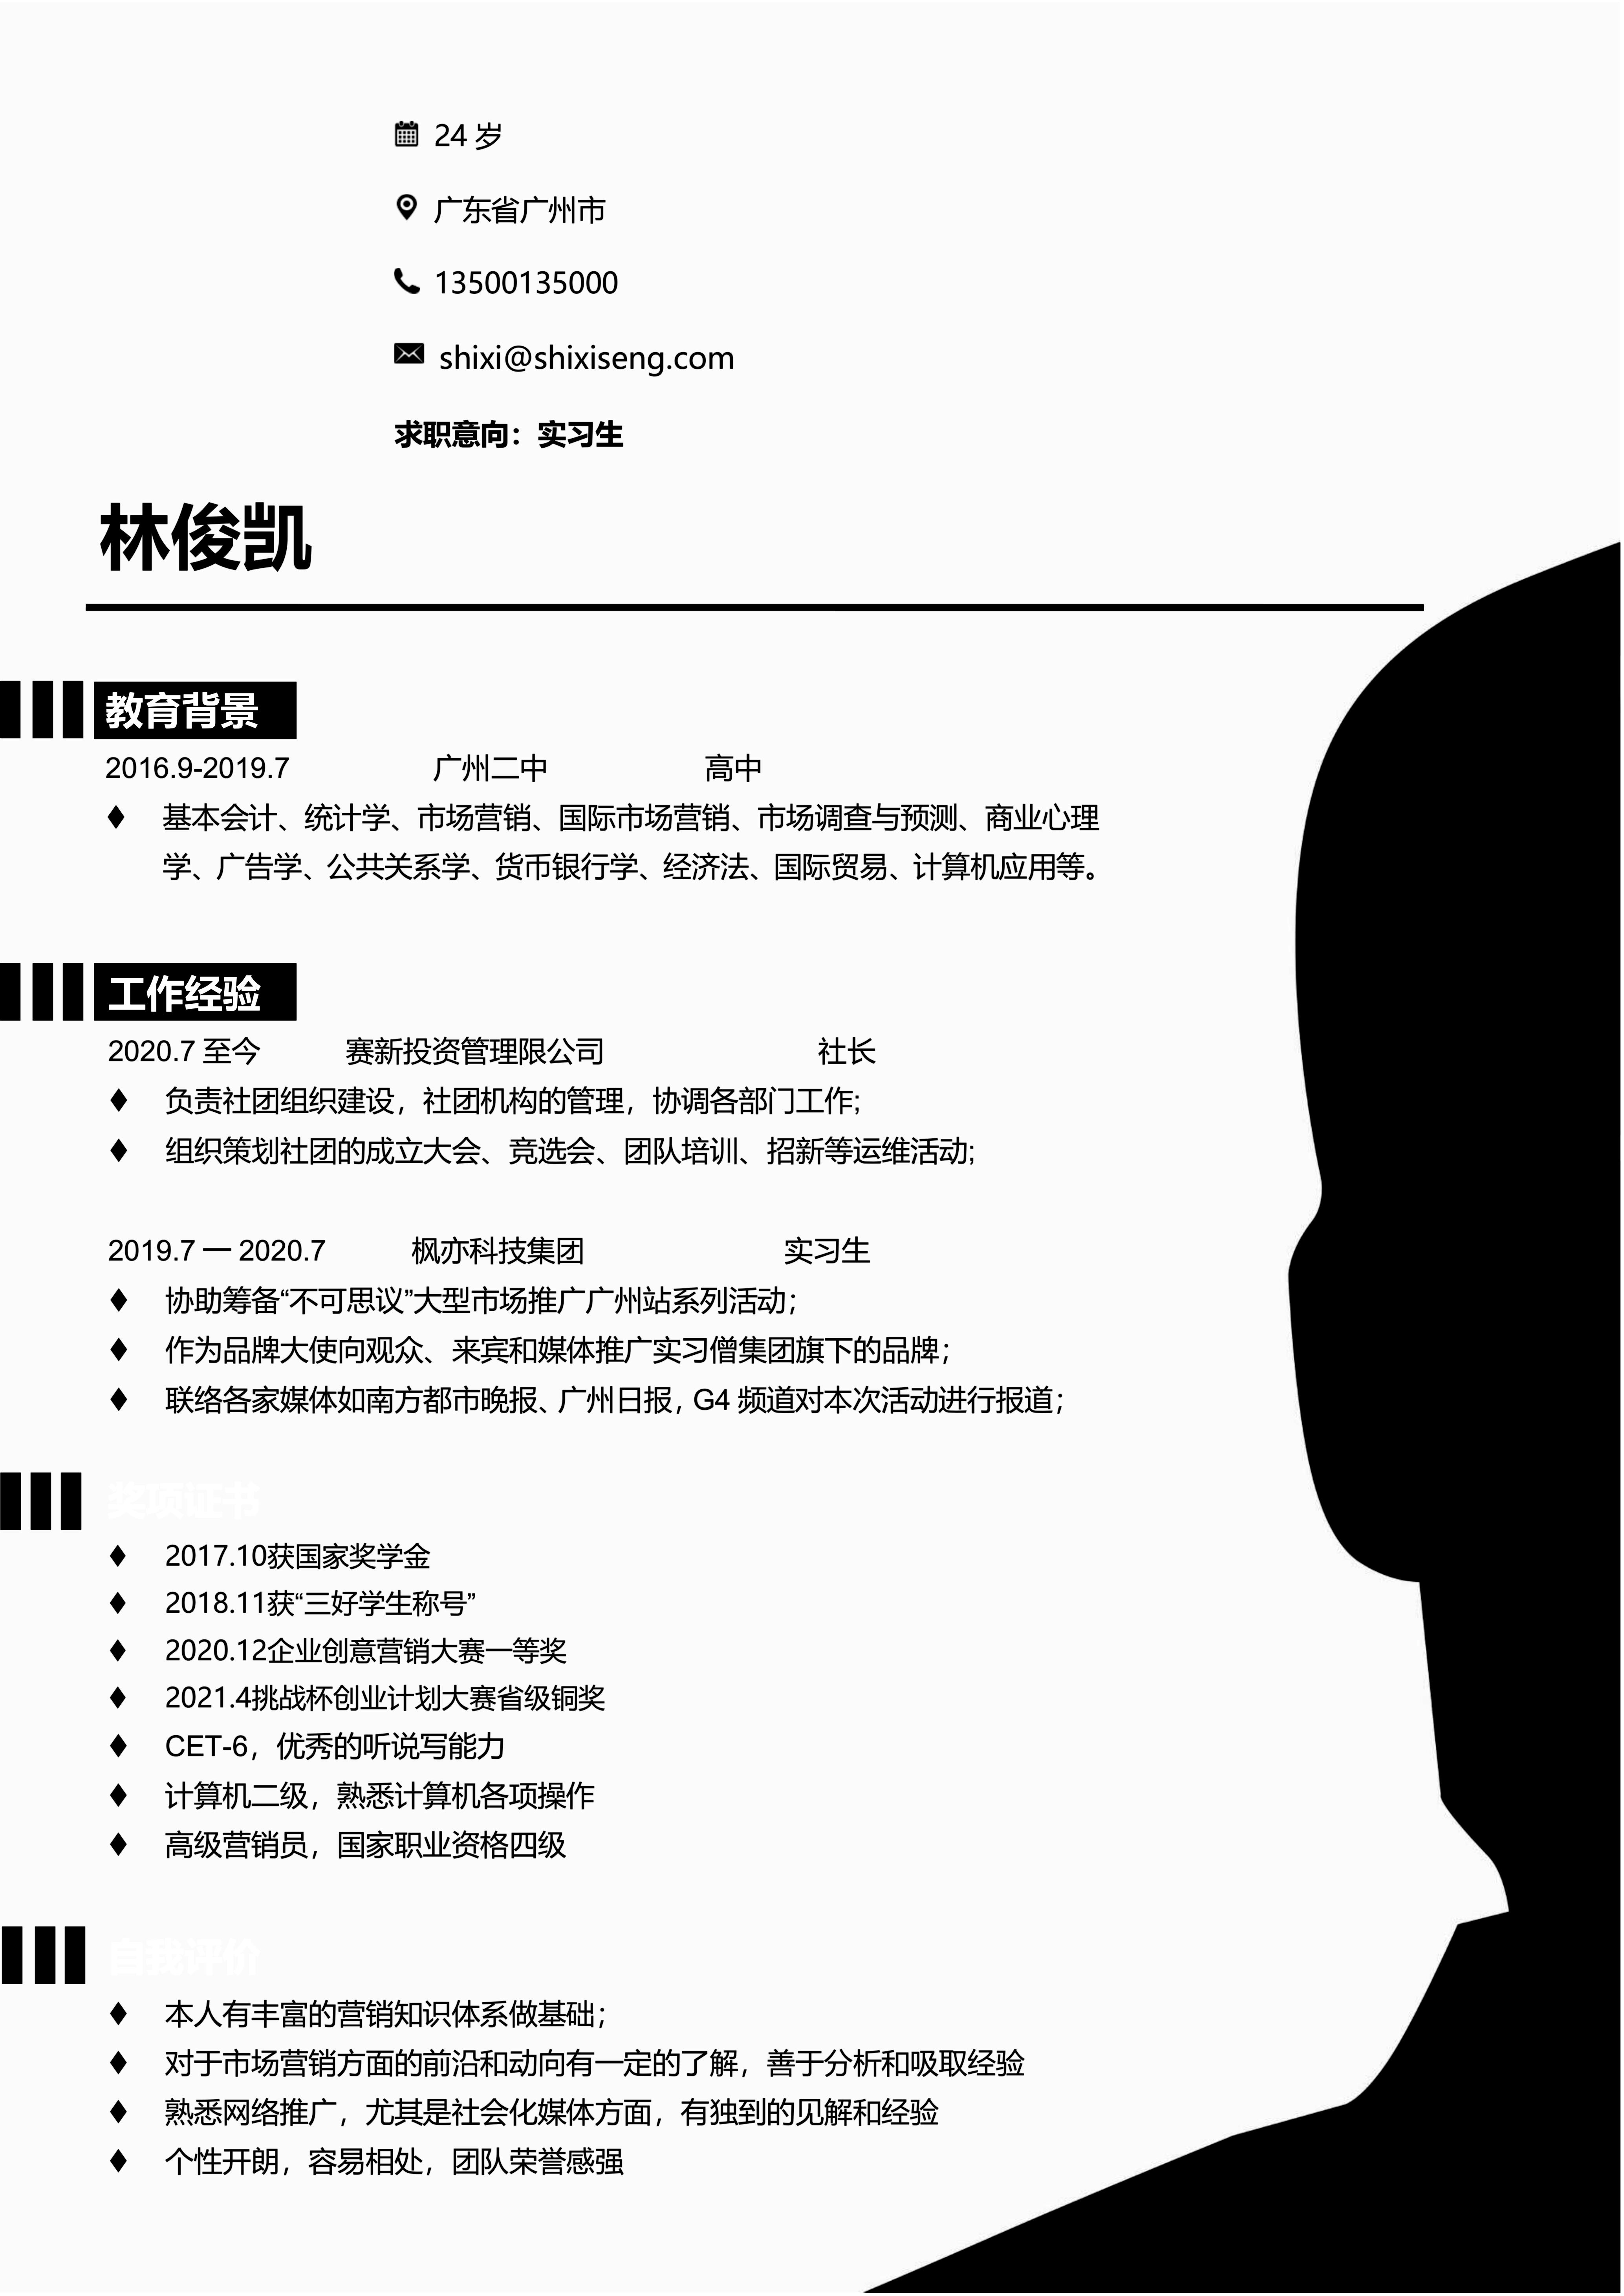 24 岁
广东省广州市
13500135000
shixi@shixiseng.com
求职意向：实习生
林俊凯
教育背景
2016.9-2019.7 广州二中 高中
♦ 基本会计、统计学、市场营销、国际市场营销、市场调查与预测、商业心理
学、广告学、公共关系学、货币银行学、经济法、国际贸易、计算机应用等。
工作经验
2020.7 至今 赛新投资管理限公司 社长
♦ 负责社团组织建设，社团机构的管理，协调各部门工作;
♦ 组织策划社团的成立大会、竞选会、团队培训、招新等运维活动;
2019.7 一 2020.7 枫亦科技集团 实习生
♦ 协助筹备“不可思议”大型市场推广广州站系列活动；
♦ 作为品牌大使向观众、来宾和媒体推广实习僧集团旗下的品牌；
♦ 联络各家媒体如南方都市晚报、广州日报，G4 频道对本次活动进行报道；
奖项证书
♦ 2017.10获国家奖学金
♦ 2018.11获“三好学生称号”
♦ 2020.12企业创意营销大赛一等奖
♦ 2021.4挑战杯创业计划大赛省级铜奖
♦ CET-6，优秀的听说写能力
♦ 计算机二级，熟悉计算机各项操作
♦ 高级营销员，国家职业资格四级
自我评价
♦ 本人有丰富的营销知识体系做基础；
♦ 对于市场营销方面的前沿和动向有一定的了解，善于分析和吸取经验
♦ 熟悉网络推广，尤其是社会化媒体方面，有独到的见解和经验
♦ 个性开朗，容易相处，团队荣誉感强